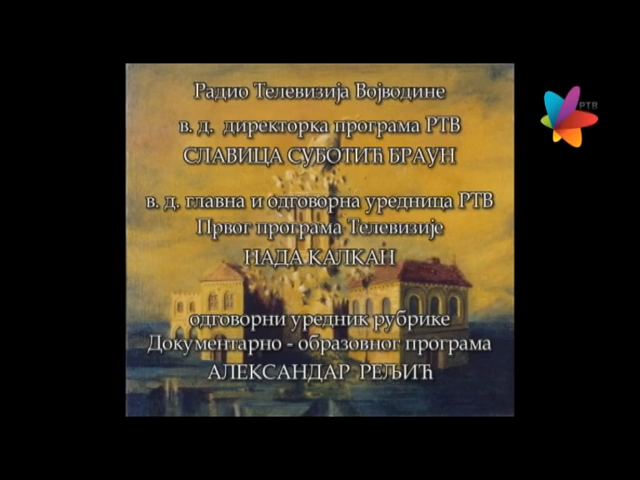 Радио Телевизија Војводине
в. д. директорка програма РТВ
СЛАВИЦА СУБОТИЋ БРАУН
в. д. главна и одговорна уредница РТВ
Првог програма Телевизије
НАДА КАЛКАН
одговорни уредник рубрике
Документарно - образовног програма
АЛЕКСАНДАР РЕЉИЋ
РТВ